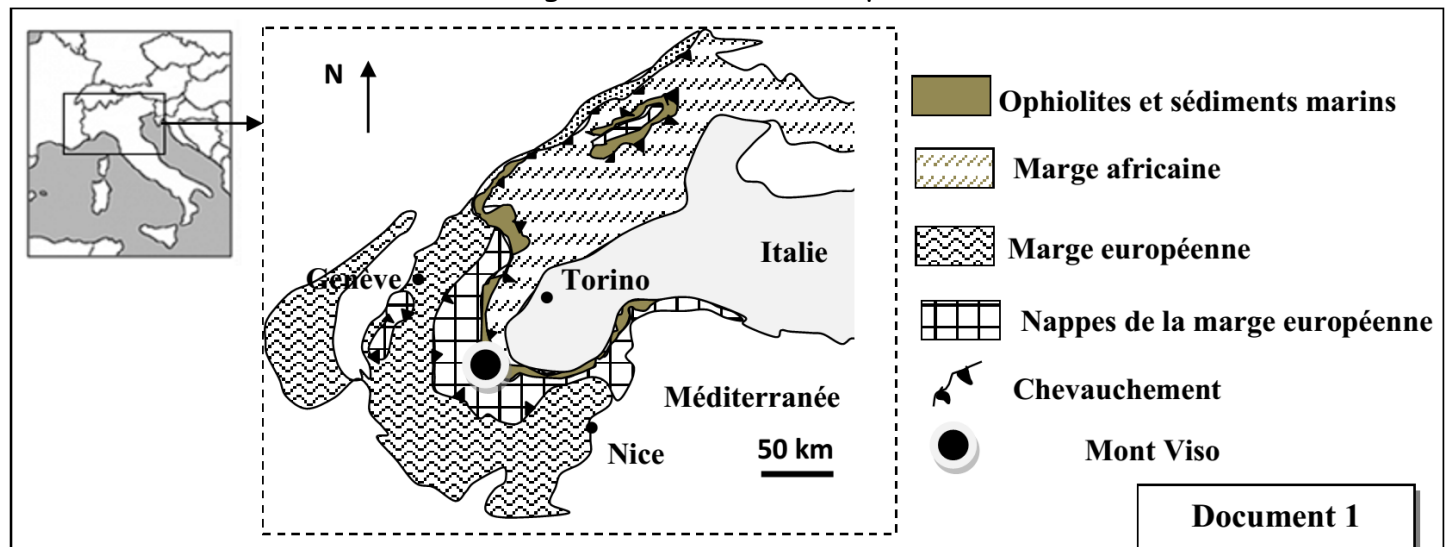 N
Genève
Torino
Italie
Méditerranée
Nice
50 km
Ophiolites et sédiments marins
Marge africaine
Marge européenne
Nappes de la marge européenne
Chevauchement
Mont Viso
Document 1